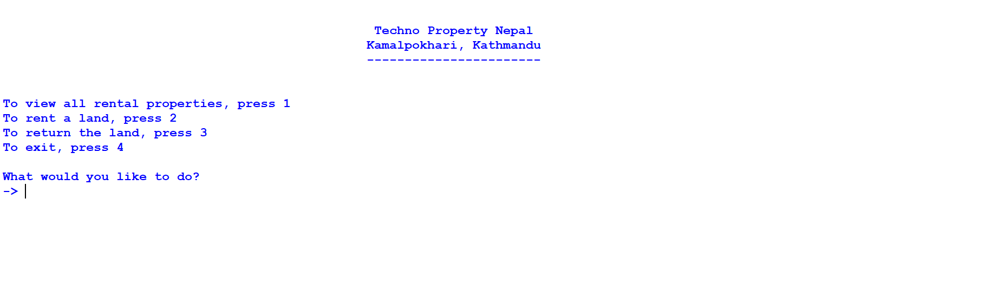 Techno Property Nepal
Kamalpokhari, Kathmandu
-----------------------
To view all rental properties, press 1
To rent a land, press 2
To return the land, press 3
To exit, press 4
What would you like to do?
->